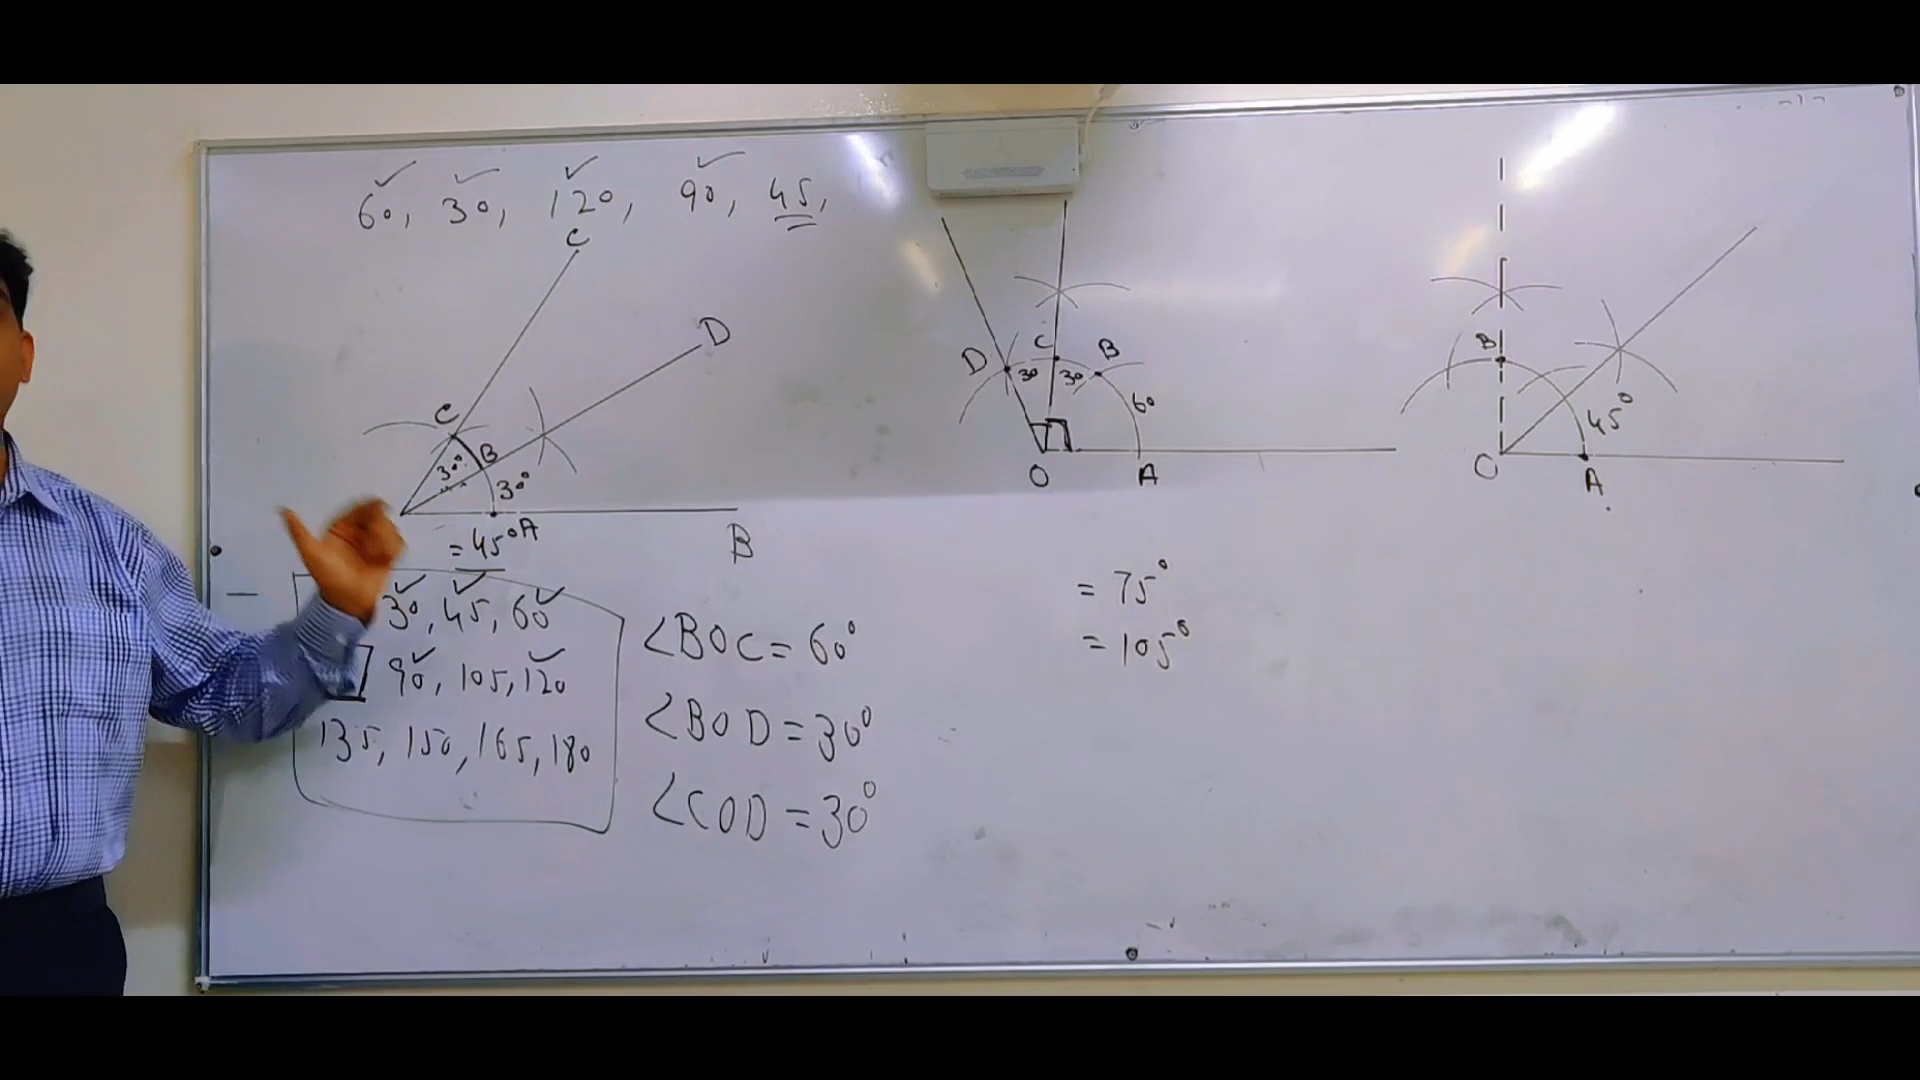 60, 30, 120, 90, 45,
C
D
C
B
30°
30°
A
B
= 45°
30, 45, 60
90, 105, 120
135, 150, 165, 180
∠BOC = 60°
∠BOD = 30°
∠COD = 30°
D C B
30 30 60
O A
= 75°
= 105°
B
45°
O A